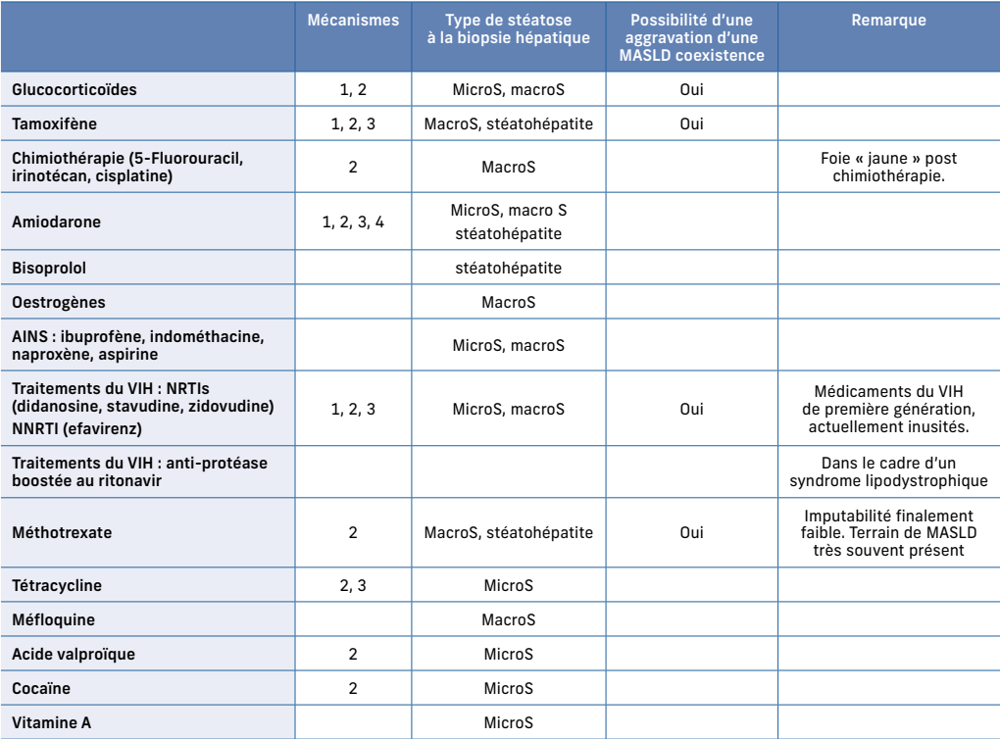 Mécanismes
Type de stéatose
à la biopsie hépatique
Possibilité d’une
aggravation d’une
MASLD coexistence
Remarque
Glucocorticoïdes
1, 2
MicroS, macroS
Oui
Tamoxifène
1, 2, 3
MacroS, stéatohépatite
Oui
Chimiothérapie (5-Fluorouracil,
irinotécan, cisplatine)
2
MacroS
Foie « jaune » post
chimiothérapie.
Amiodarone
1, 2, 3, 4
MicroS, macro S
stéatohépatite
Bisoprolol
stéatohépatite
Oestrogènes
MacroS
AINS : ibuprofène, indométhacine,
naproxène, aspirine
MicroS, macroS
Traitements du VIH : NRTIs
(didanosine, stavudine, zidovudine)
NNRTI (efavirenz)
1, 2, 3
MicroS, macroS
Oui
Médicaments du VIH
de première génération,
actuellement inusités.
Traitements du VIH : anti-protéase
boostée au ritonavir
Dans le cadre d’un
syndrome lipodystrophique
Méthotrexate
2
MacroS, stéatohépatite
Oui
Imputabilité finalement
faible. Terrain de MASLD
très souvent présent
Tétracycline
2, 3
MicroS
Méfloquine
MacroS
Acide valproïque
2
MicroS
Cocaïne
2
MicroS
Vitamine A
MicroS